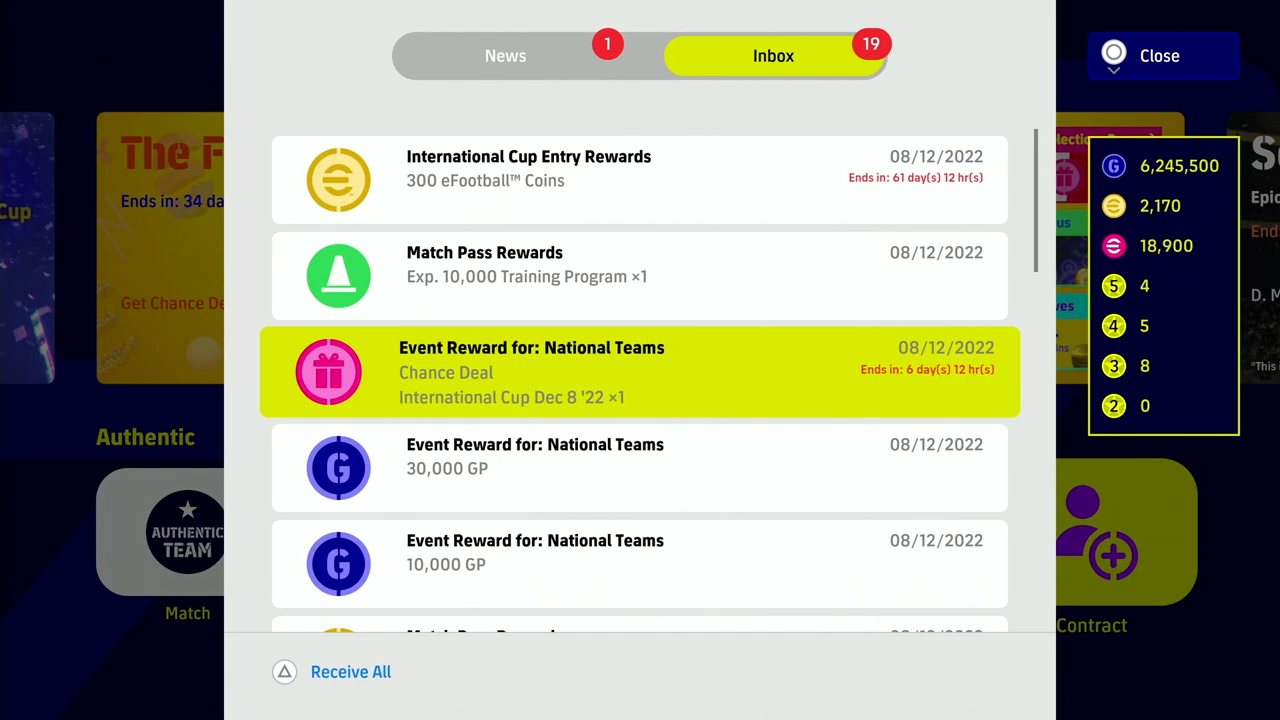 News
1
Inbox
19
Close
International Cup Entry Rewards
08/12/2022
300 eFootball™ Coins
Ends in: 61 day(s) 12 hr(s)
Match Pass Rewards
08/12/2022
Exp. 10,000 Training Program ×1
Event Reward for: National Teams
08/12/2022
Chance Deal
Ends in: 6 day(s) 12 hr(s)
International Cup Dec 8 '22 ×1
Event Reward for: National Teams
08/12/2022
G
30,000 GP
Event Reward for: National Teams
08/12/2022
G
10,000 GP
Receive All
G 6,245,500
2,170
18,900
5 4
4 5
3 8
2 0
The F
Ends in: 34 da
Cup
Get Chance De
Authentic
AUTHENTIC
TEAM
Match
Contract
Epic
End
D. M
*This i